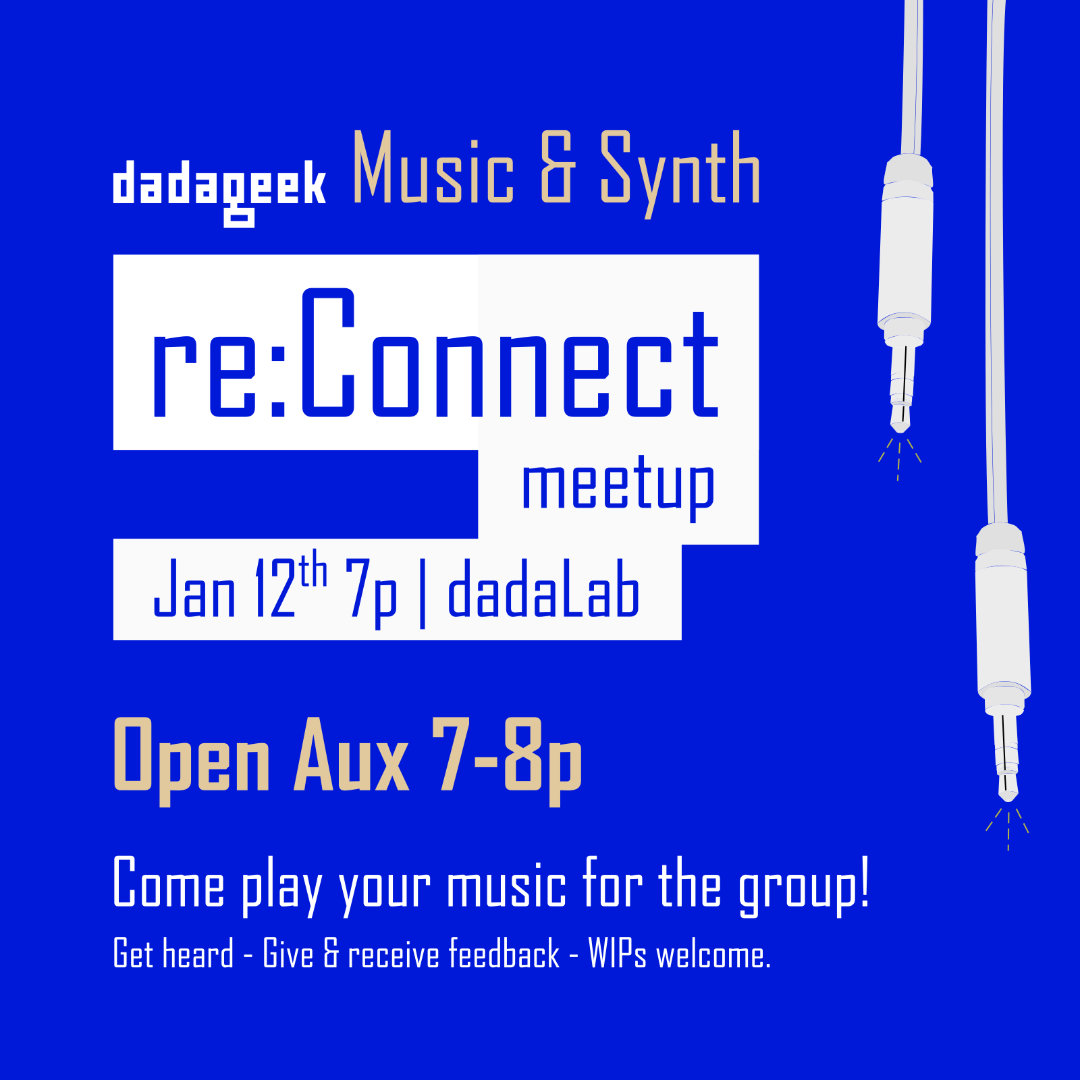 dadageek Music & Synth
re:Connect
meetup
Jan 12th 7p | dadaLab
Open Aux 7-8p
Come play your music for the group!
Get heard - Give & receive feedback - WIPs welcome.